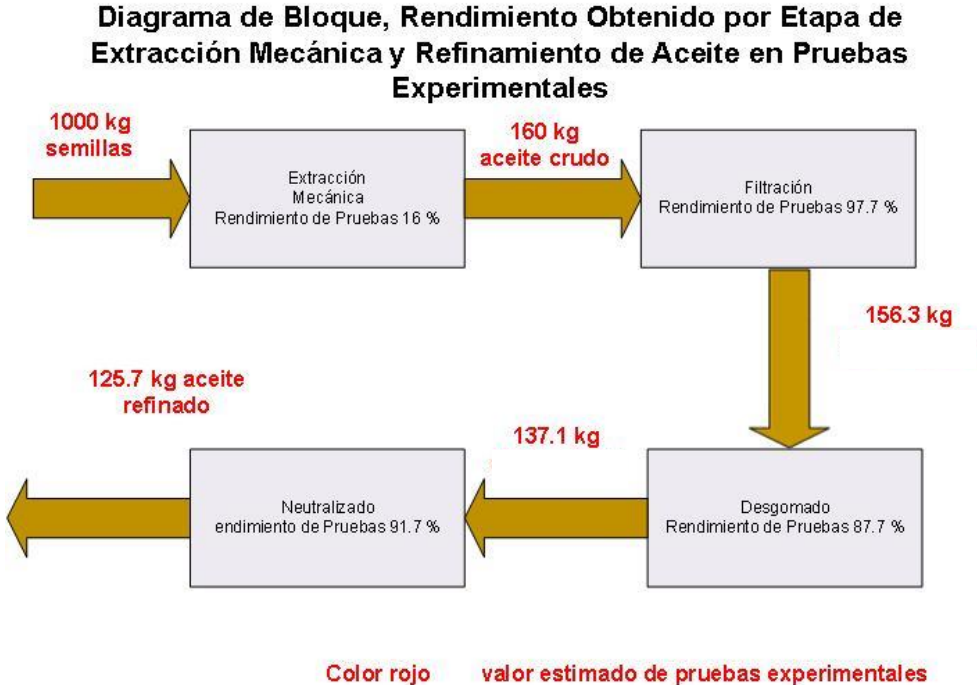 Diagrama de Bloque, Rendimiento Obtenido por Etapa de
Extracción Mecánica y Refinamiento de Aceite en Pruebas
Experimentales
1000 kg
semillas
Extracción
Mecánica
Rendimiento de Pruebas 16 %
160 kg
aceite crudo
Filtración
Rendimiento de Pruebas 97.7 %
156.3 kg
Desgomado
Rendimiento de Pruebas 87.7 %
137.1 kg
Neutralizado
endimiento de Pruebas 91.7 %
125.7 kg aceite
refinado
Color rojo valor estimado de pruebas experimentales